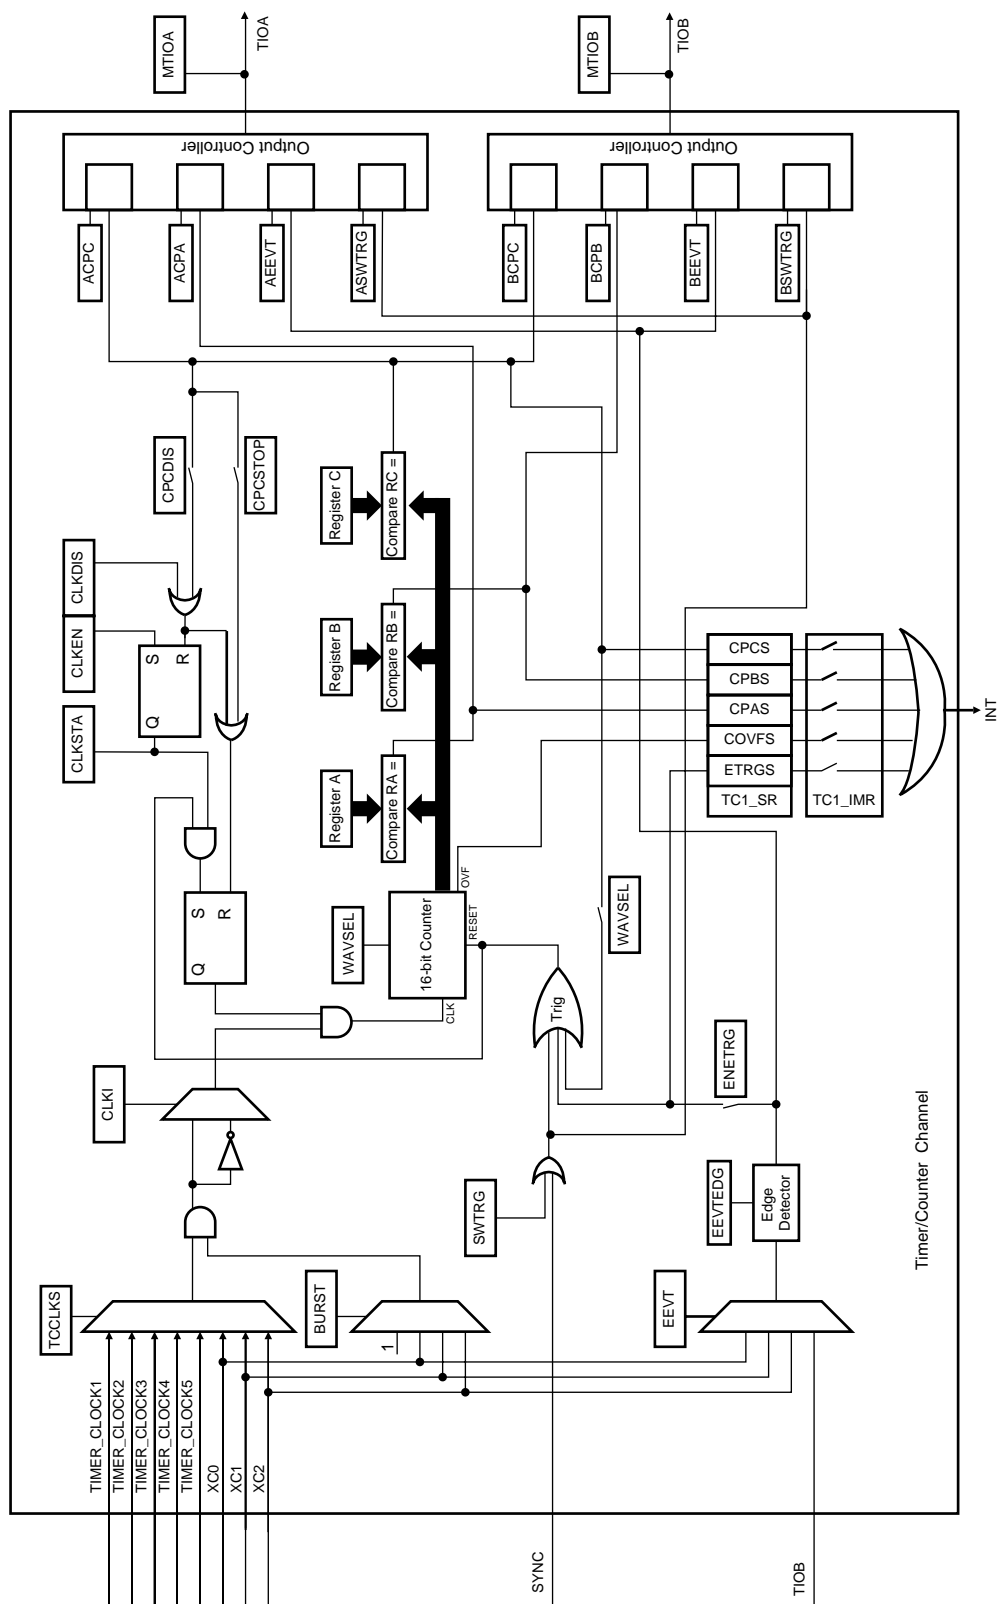 TCCLKS
TIMER_CLOCK1
TIMER_CLOCK2
TIMER_CLOCK3
TIMER_CLOCK4
TIMER_CLOCK5
XC0
XC1
XC2
CLKI
CLKSTA
CLKEN
CLKDIS
Q
S
R
CPCDIS
CPCSTOP
Q
S
R
ACPC
MTIOA
TIOA
ACPA
AEEVT
ASWTRG
Output Controller
BURST
1
WAVSEL
16-bit Counter
CLK
RESET
OVF
Register A
Register B
Register C
Compare RA =
Compare RB =
Compare RC =
SWTRG
SYNC
Trig
WAVSEL
BCPC
MTIOB
TIOB
BCPB
BEEVT
BSWTRG
Output Controller
EEVT
TIOB
EEVTEDG
Edge
Detector
ENETRG
CPCS
CPBS
CPAS
COVFS
ETRGS
TC1_SR
TC1_IMR
INT
Timer/Counter Channel